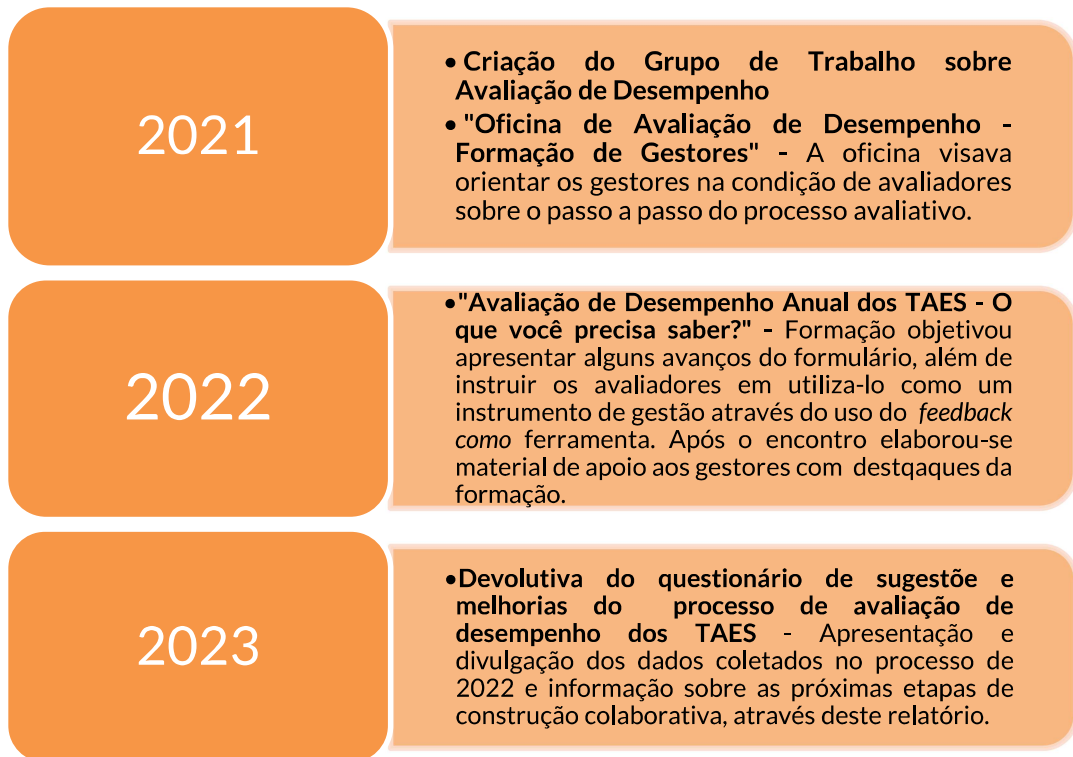 2021
• Criação do Grupo de Trabalho sobre
Avaliação de Desempenho
• "Oficina de Avaliação de Desempenho -
Formação de Gestores" - A oficina visava
orientar os gestores na condição de avaliadores
sobre o passo a passo do processo avaliativo.
2022
•"Avaliação de Desempenho Anual dos TAES - O
que você precisa saber?" - Formação objetivou
apresentar alguns avanços do formulário, além de
instruir os avaliadores em utiliza-lo como um
instrumento de gestão através do uso do feedback
como ferramenta. Após o encontro elaborou-se
material de apoio aos gestores com destqaques da
formação.
2023
•Devolutiva do questionário de sugestõe e
melhorias do processo de avaliação de
desempenho dos TAES - Apresentação e
divulgação dos dados coletados no processo de
2022 e informação sobre as próximas etapas de
construção colaborativa, através deste relatório.